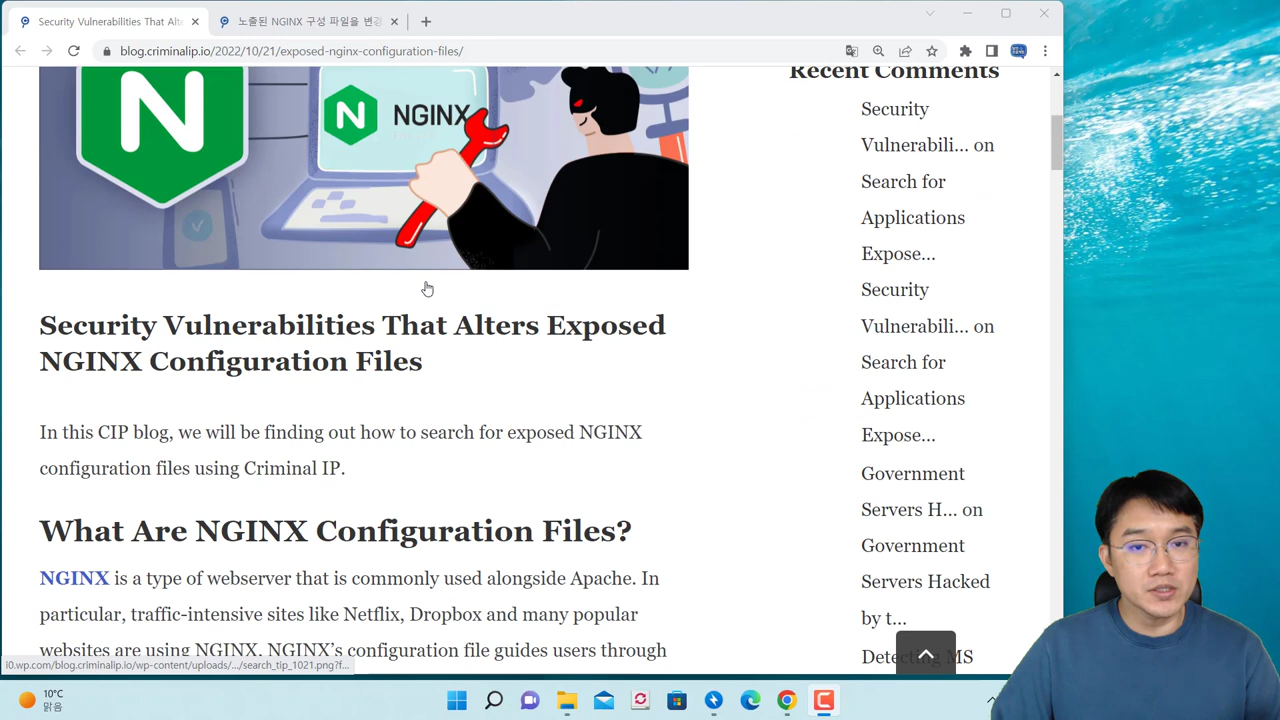 Security Vulnerabilities That Alte
노출된 NGINX 구성 파일을 변경
blog.criminalip.io/2022/10/21/exposed-nginx-configuration-files/
N
N NGINX
Security Vulnerabilities That Alters Exposed
NGINX Configuration Files
In this CIP blog, we will be finding out how to search for exposed NGINX
configuration files using Criminal IP.
What Are NGINX Configuration Files?
NGINX is a type of webserver that is commonly used alongside Apache. In
particular, traffic-intensive sites like Netflix, Dropbox and many popular
websites are using NGINX. NGINX's configuration file guides users through
Recent Comments
Security
Vulnerabili... on
Search for
Applications
Expose...
Security
Vulnerabili... on
Search for
Applications
Expose...
Government
Servers H... on
Government
Servers Hacked
by t...
Detecting MS
i0.wp.com/blog.criminalip.io/wp-content/uploads/.../search_tip_1021.png?f...
10°C
맑음